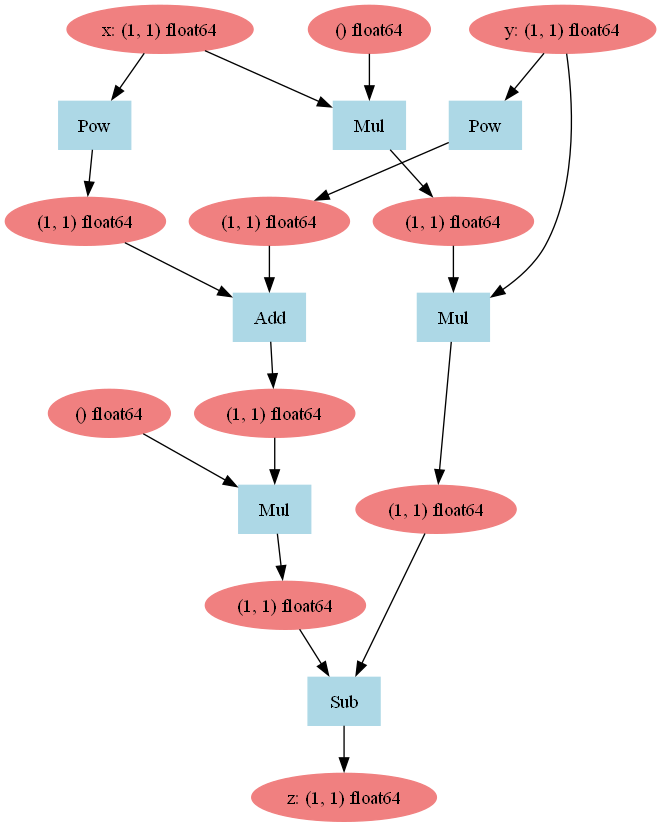 x: (1, 1) float64
() float64
y: (1, 1) float64
Pow
Mul
Pow
(1, 1) float64
(1, 1) float64
(1, 1) float64
Add
Mul
() float64
(1, 1) float64
Mul
(1, 1) float64
(1, 1) float64
Sub
z: (1, 1) float64